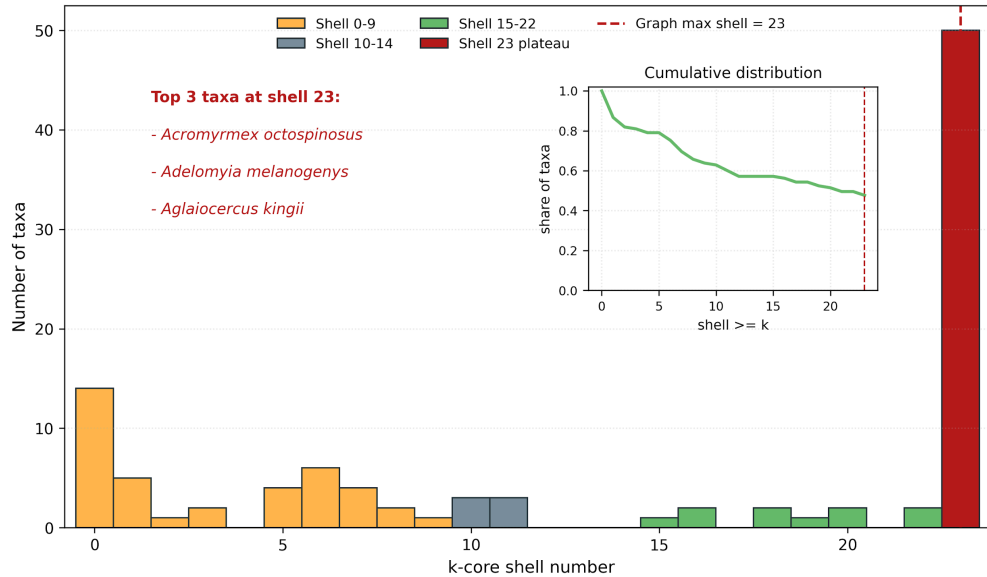 Shell 0-9
Shell 10-14
Shell 15-22
Shell 23 plateau
Graph max shell = 23
Top 3 taxa at shell 23:
- Acromyrmex octospinosus
- Adelomyia melanogenys
- Aglaiocercus kingii
Cumulative distribution
1.0
0.8
0.6
0.4
0.2
0.0
share of taxa
0 5 10 15 20
shell >= k
50
40
30
20
10
0
Number of taxa
0 5 10 15 20
k-core shell number